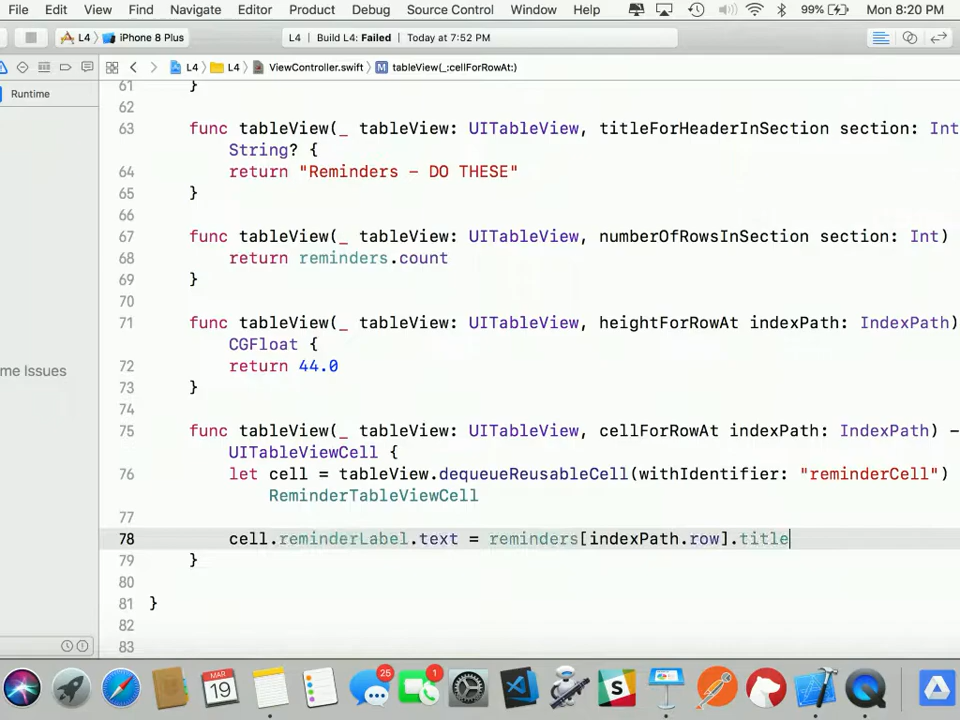 File Edit View Find Navigate Editor Product Debug Source Control Window Help 99% Mon 8:20 PM
L4 iPhone 8 Plus L4 | Build L4: Failed | Today at 7:52 PM
L4 L4 ViewController.swift M tableView(_:cellForRowAt:)
Runtime
me Issues
61 }
62
63 func tableView(_ tableView: UITableView, titleForHeaderInSection section: Int
String? {
64 return "Reminders - DO THESE"
65 }
66
67 func tableView(_ tableView: UITableView, numberOfRowsInSection section: Int)
68 return reminders.count
69 }
70
71 func tableView(_ tableView: UITableView, heightForRowAt indexPath: IndexPath)
CGFloat {
72 return 44.0
73 }
74
75 func tableView(_ tableView: UITableView, cellForRowAt indexPath: IndexPath) -
UITableViewCell {
76 let cell = tableView.dequeueReusableCell(withIdentifier: "reminderCell")
ReminderTableViewCell
77
78 cell.reminderLabel.text = reminders[indexPath.row].title
79 }
80
81 }
82
83
MAR 19 25 1